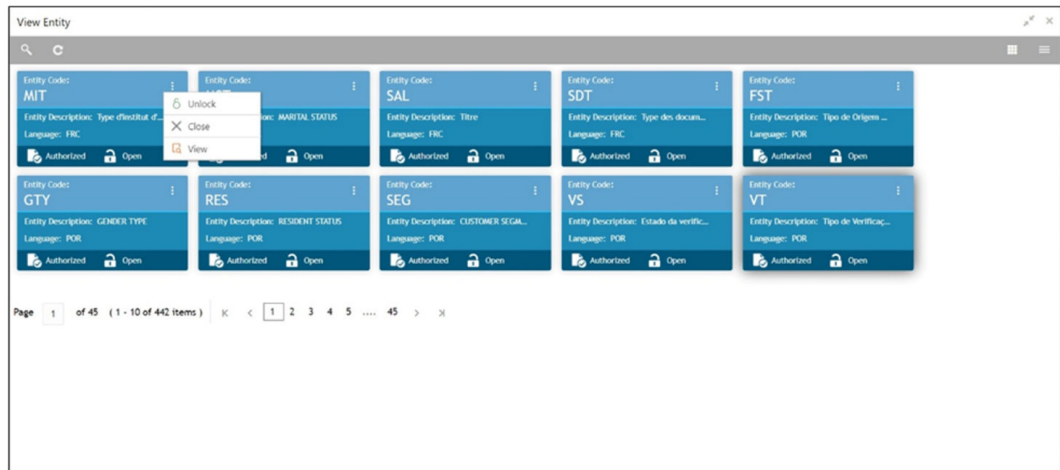 View Entity
Entity Code:
MIT
Entity Description: Type d'institut d'...
Language: FRC
Authorized Open
Unlock
Close
View
Entity Code:
MARITAL STATUS
Open
Entity Code:
SAL
Entity Description: Titre
Language: FRC
Authorized Open
Entity Code:
SDT
Entity Description: Type des docum...
Language: FRC
Authorized Open
Entity Code:
FST
Entity Description: Tipo de Origem ...
Language: POR
Authorized Open
Entity Code:
GTY
Entity Description: GENDER TYPE
Language: POR
Authorized Open
Entity Code:
RES
Entity Description: RESIDENT STATUS
Language: POR
Authorized Open
Entity Code:
SEG
Entity Description: CUSTOMER SEGM...
Language: POR
Authorized Open
Entity Code:
VS
Entity Description: Estado da verific...
Language: POR
Authorized Open
Entity Code:
VT
Entity Description: Tipo de Verificaç...
Language: POR
Authorized Open
Page 1 of 45 ( 1 - 10 of 442 items ) 1 2 3 4 5 .... 45